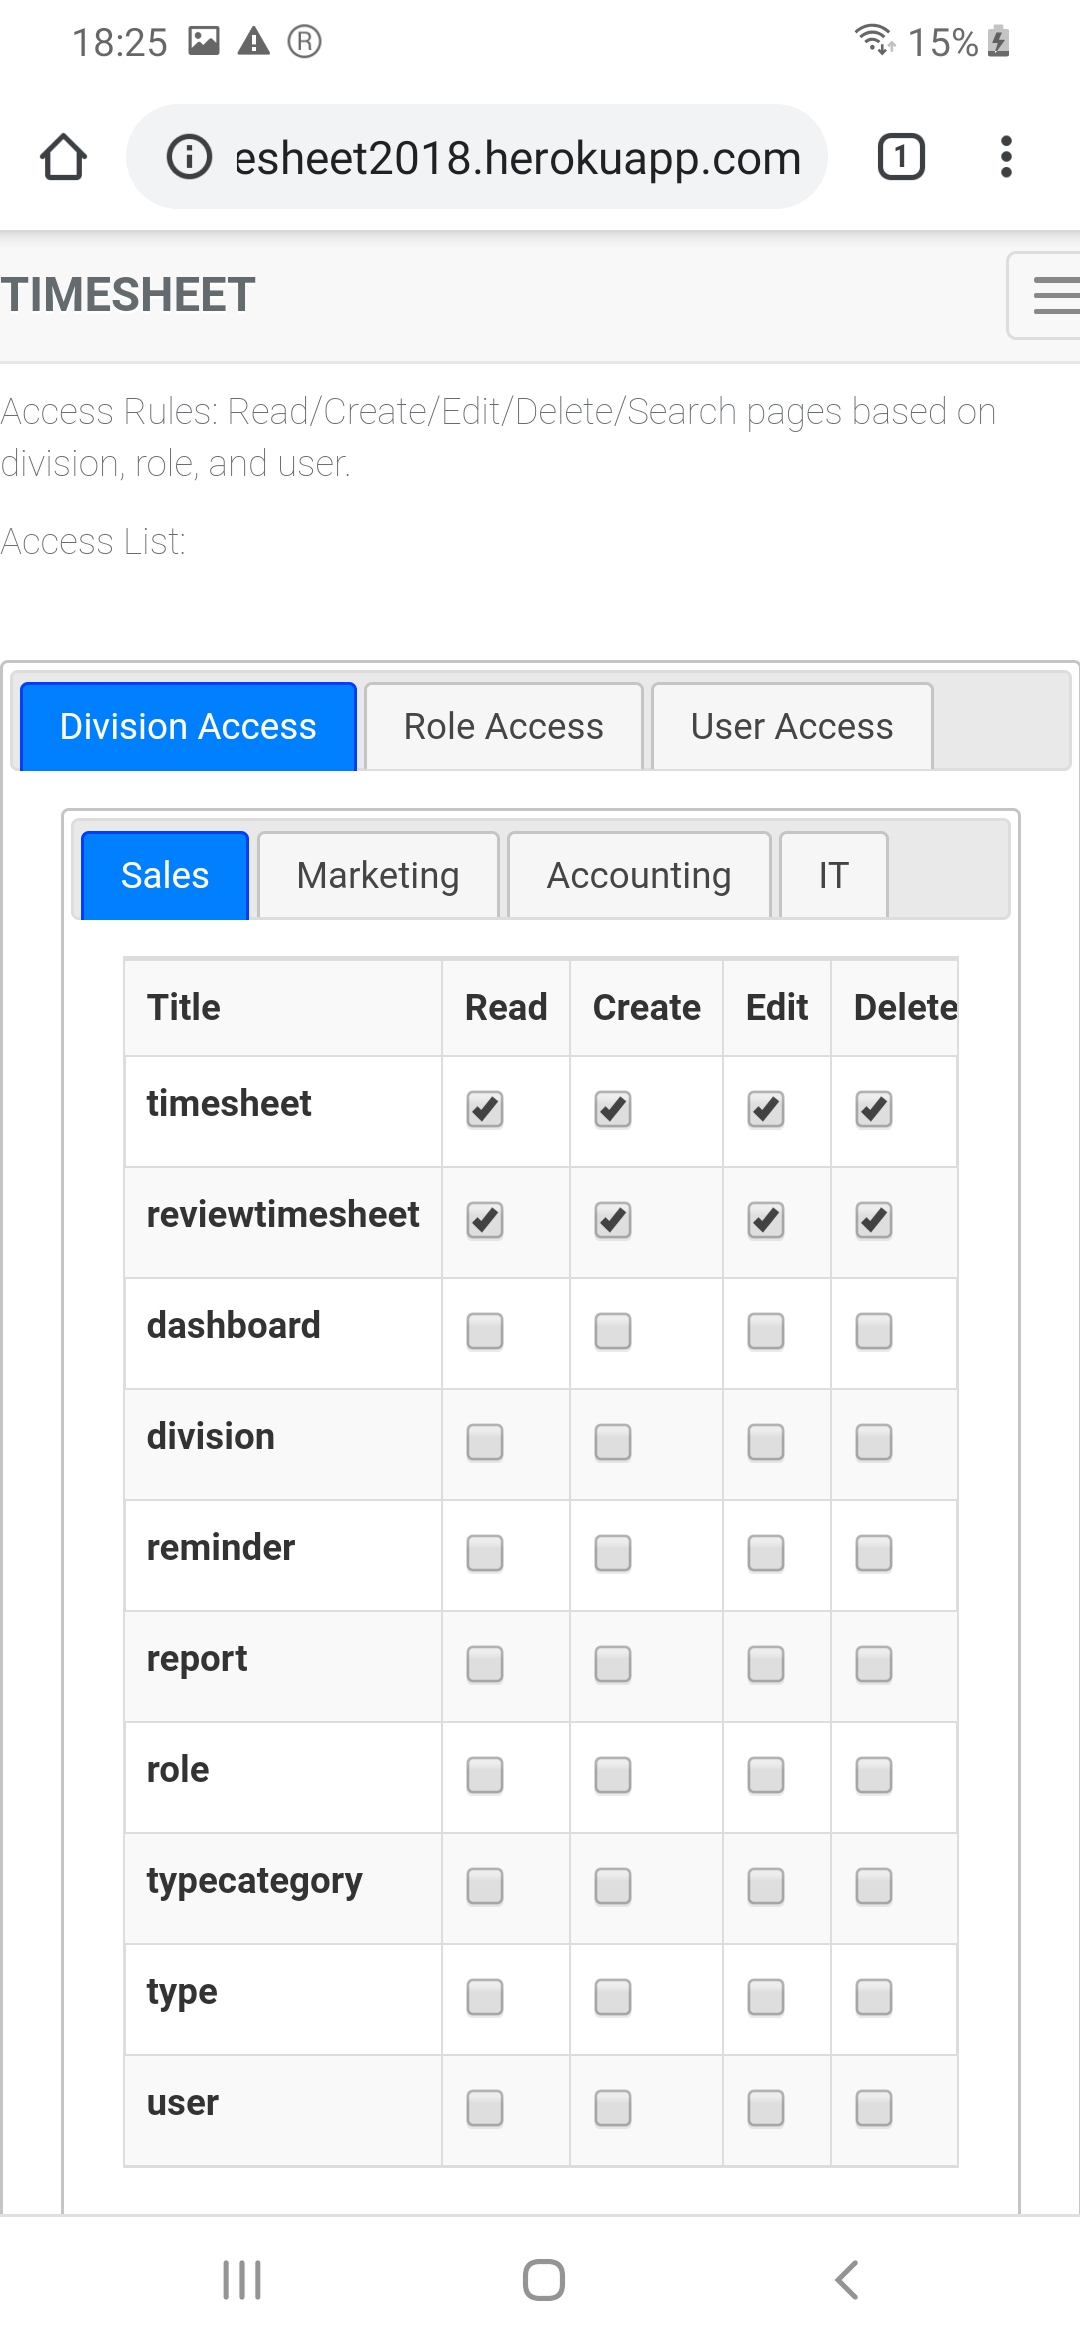 18:25 ® 15%
esheet2018.herokuapp.com 1
TIMESHEET
Access Rules: Read/Create/Edit/Delete/Search pages based on
division, role, and user.
Access List:
Division Access Role Access User Access
Sales Marketing Accounting IT
Title Read Create Edit Delete
timesheet
reviewtimesheet
dashboard
division
reminder
report
role
typecategory
type
user